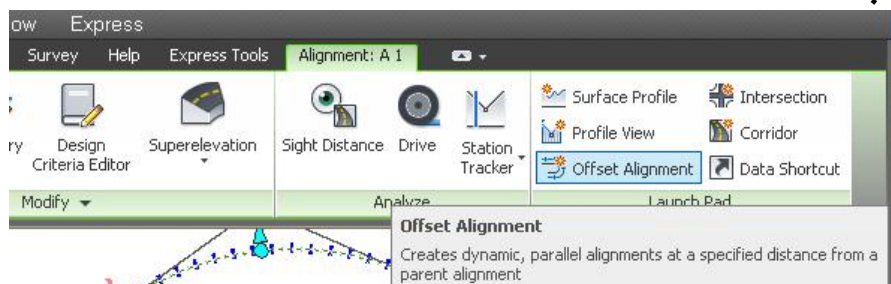 ow Express
Survey Help Express Tools Alignment: A 1
Surface Profile Intersection
ry Design Criteria Editor Superelevation Sight Distance Drive Station Tracker Profile View Corridor
Offset Alignment Data Shortcut
Modify Analyze Launch Pad
Offset Alignment
Creates dynamic, parallel alignments at a specified distance from a
parent alignment